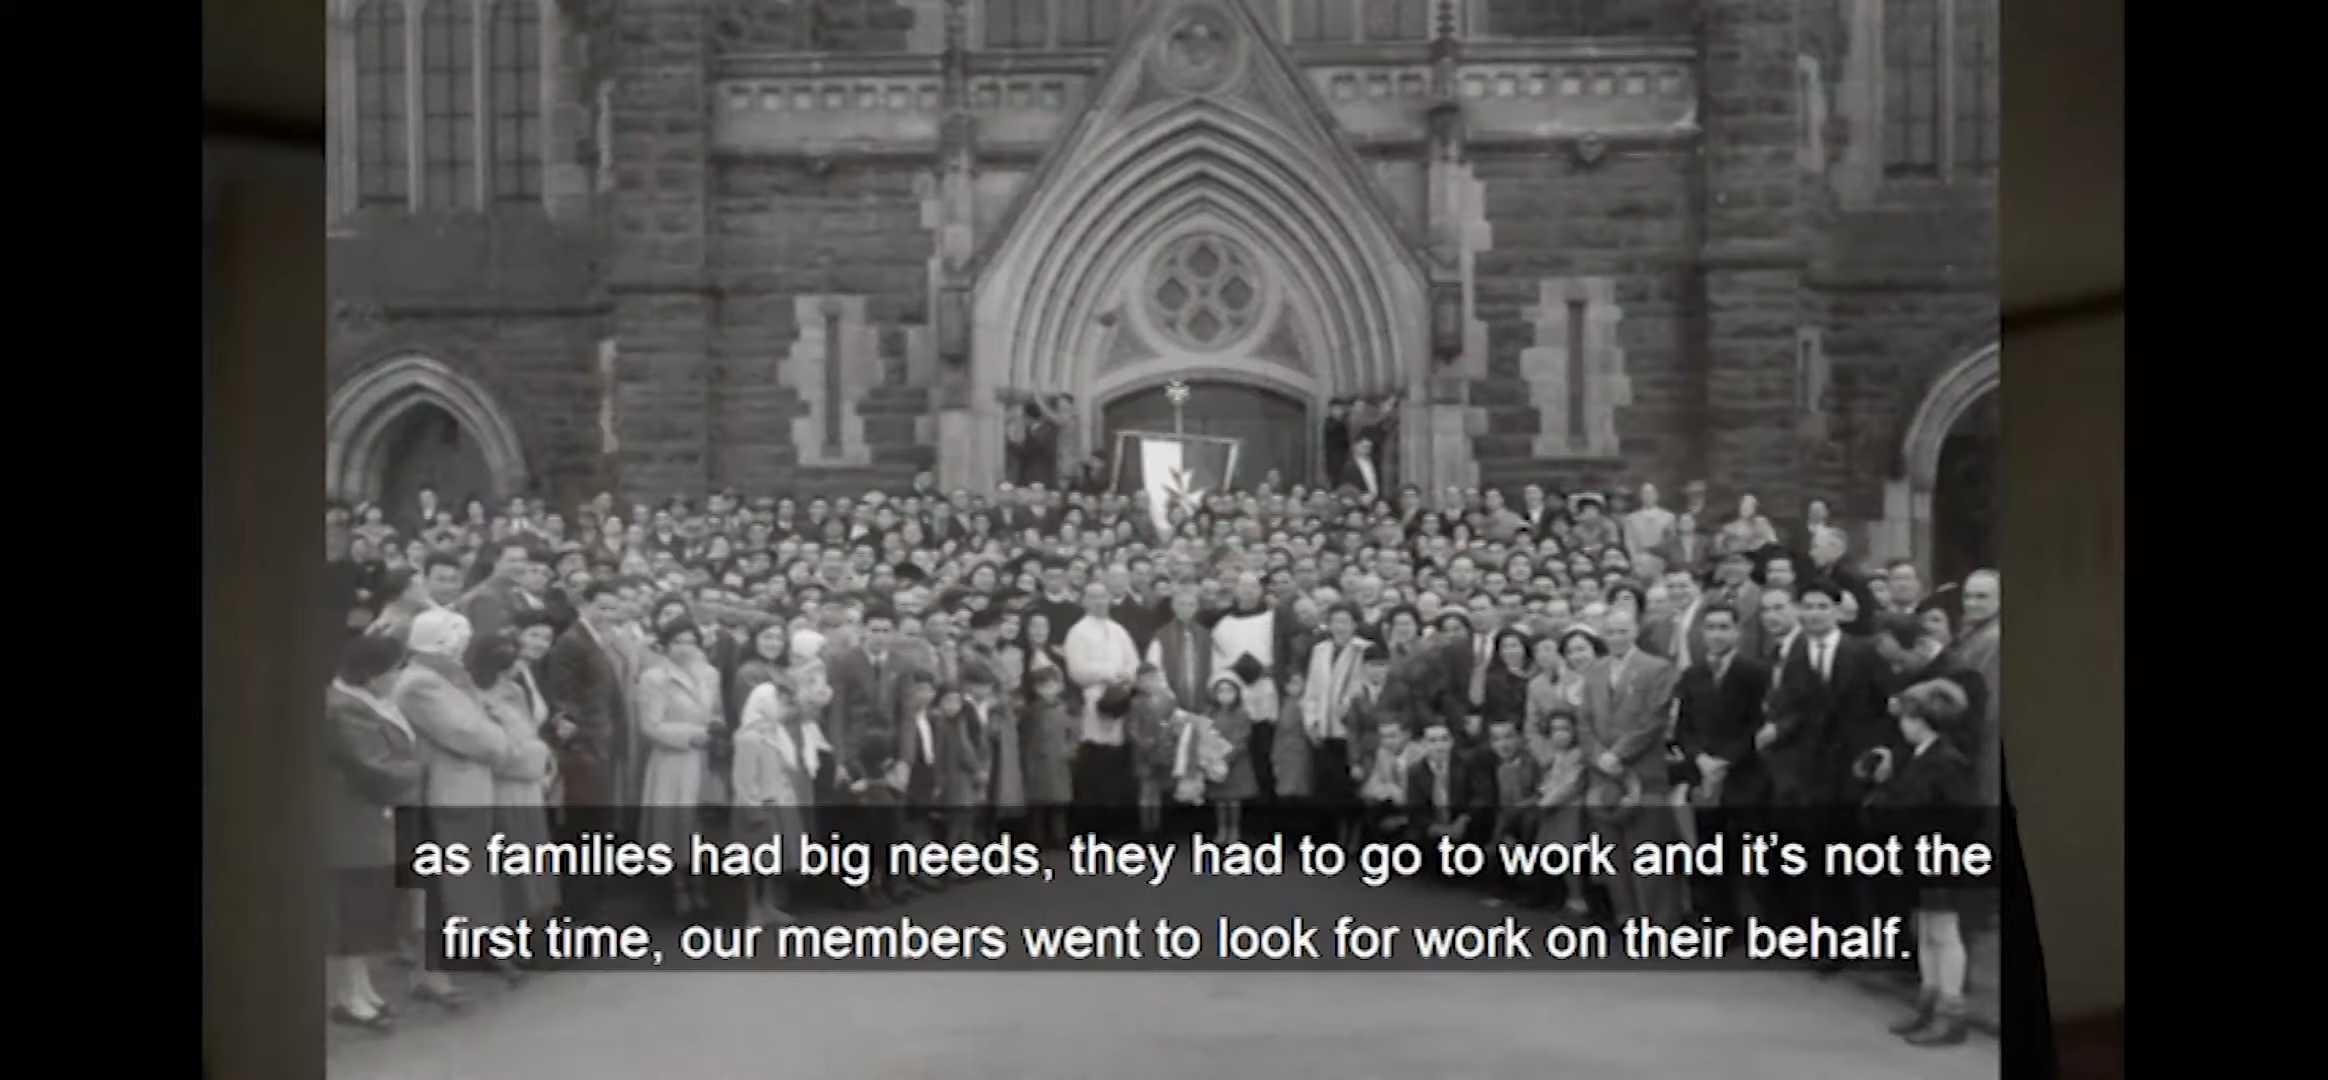 as families had big needs, they had to go to work and it's not the
first time, our members went to look for work on their behalf.